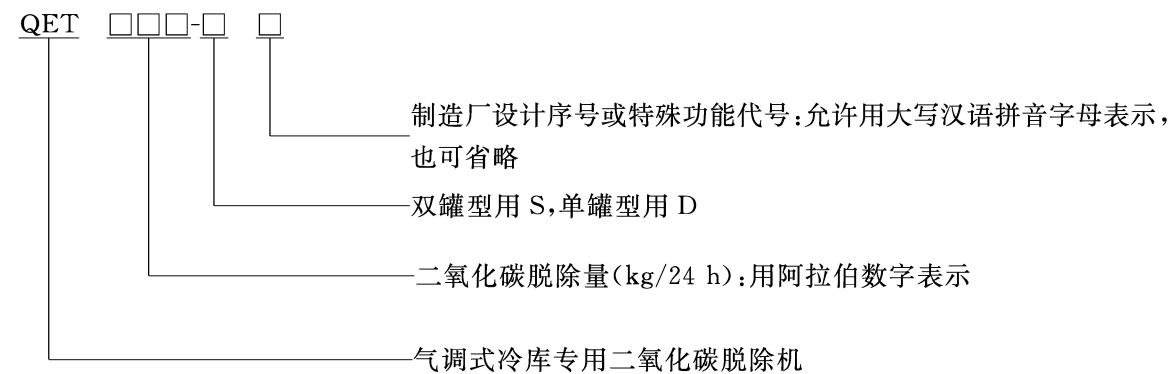 QET □□□-□ □
制造厂设计序号或特殊功能代号:允许用大写汉语拼音字母表示,
也可省略
双罐型用 S,单罐型用 D
二氧化碳脱除量(kg/24 h):用阿拉伯数字表示
气调式冷库专用二氧化碳脱除机